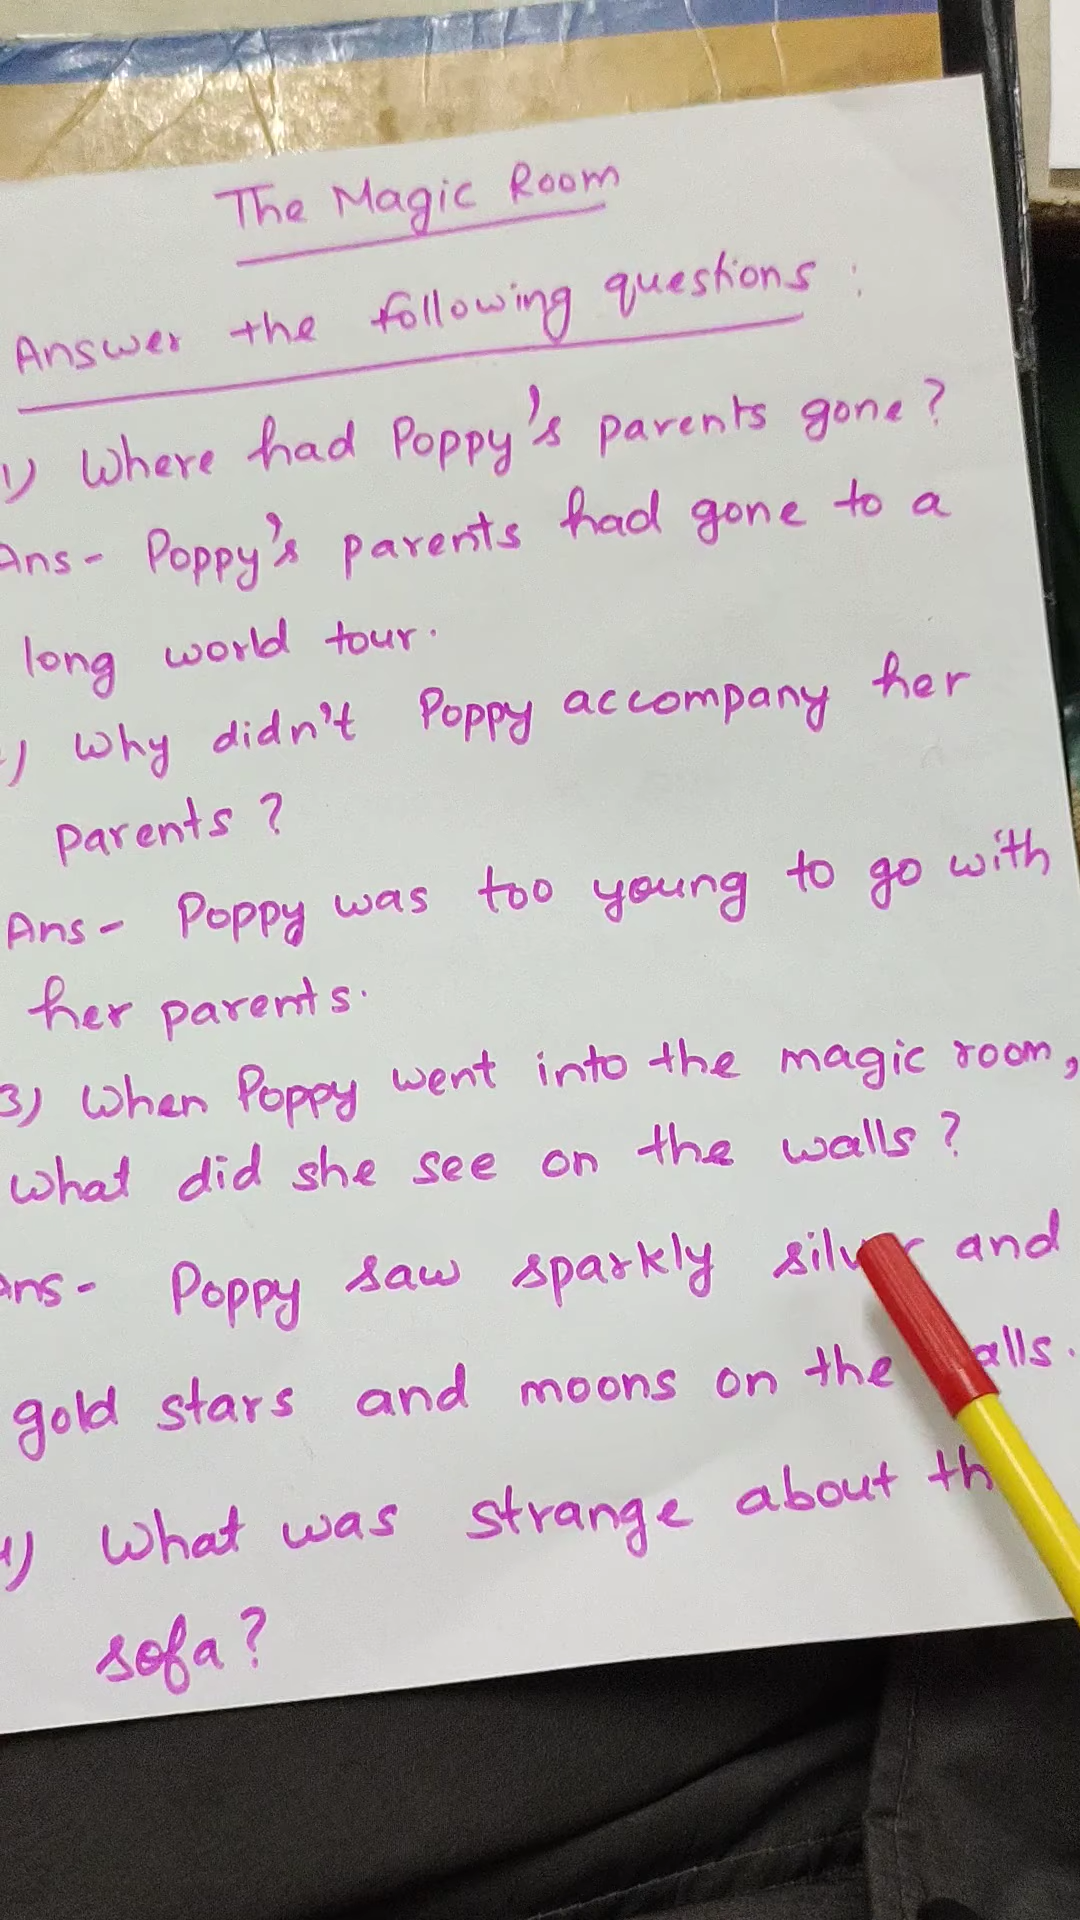 The Magic Room
Answer the following questions:
1) Where had Poppy's parents gone?
Ans- Poppy's parents had gone to a
long world tour.
) Why didn't Poppy accompany her
parents?
Ans- Poppy was too young to go with
her parents.
3) When Poppy went into the magic room,
what did she see on the walls?
Ans- Poppy saw sparkly silver and
gold stars and moons on the walls.
4) What was strange about th
sofa?